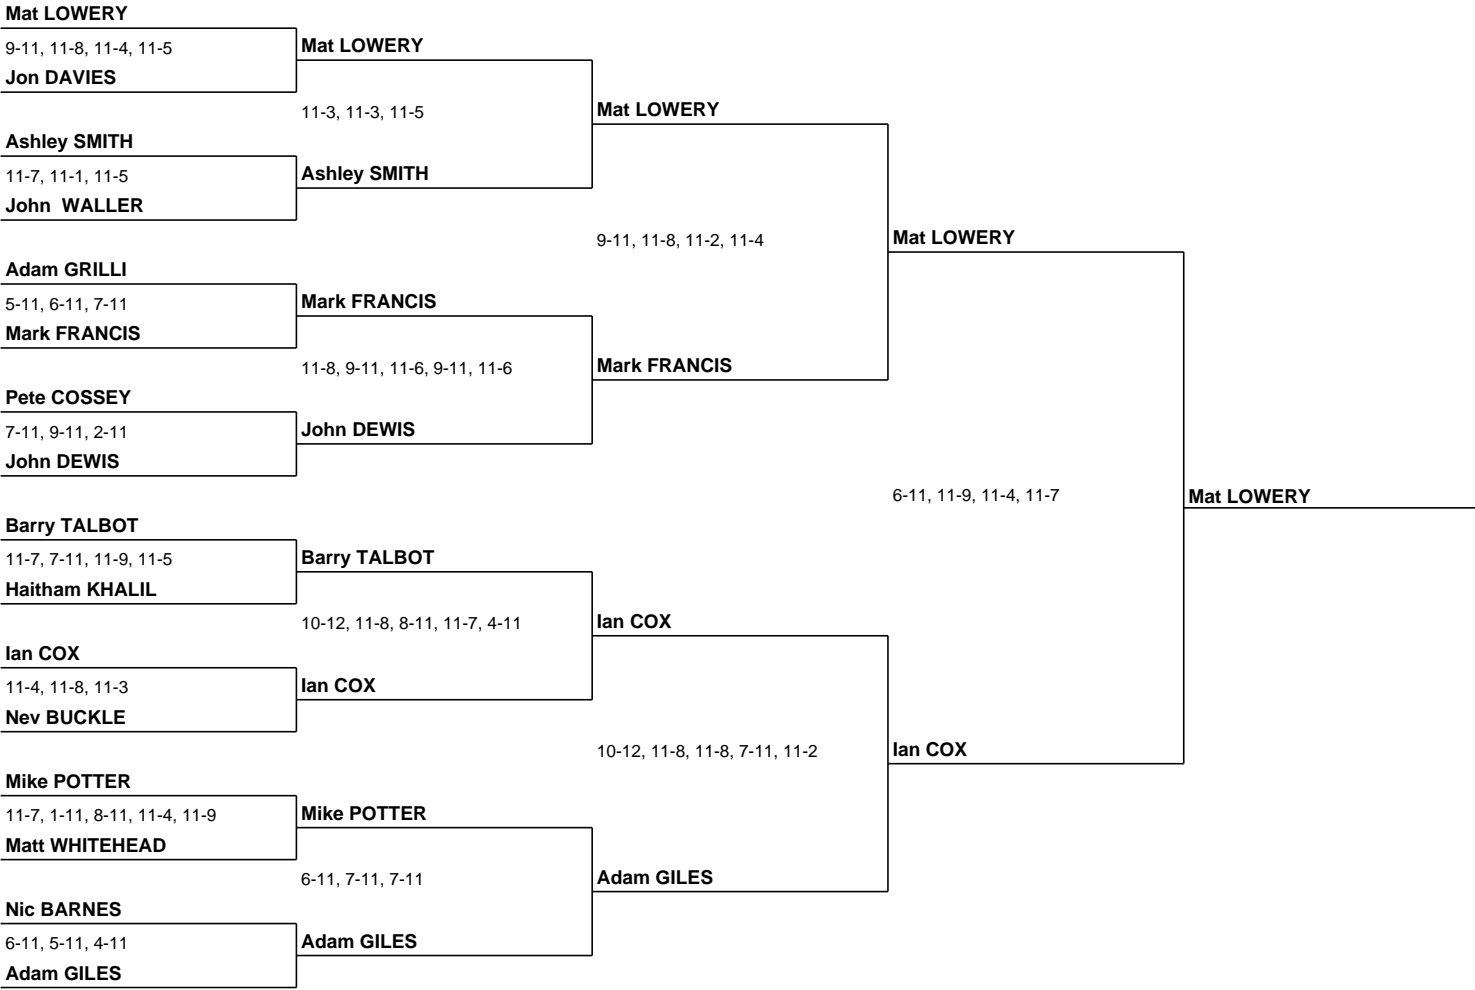 Mat LOWERY
9-11, 11-8, 11-4, 11-5
Jon DAVIES
Ashley SMITH
11-7, 11-1, 11-5
John  WALLER
Adam GRILLI
5-11, 6-11, 7-11
Mark FRANCIS
Pete COSSEY
7-11, 9-11, 2-11
John DEWIS
Barry TALBOT
11-7, 7-11, 11-9, 11-5
Haitham KHALIL
Ian COX
11-4, 11-8, 11-3
Nev BUCKLE
Mike POTTER
11-7, 1-11, 8-11, 11-4, 11-9
Matt WHITEHEAD
Nic BARNES
6-11, 5-11, 4-11
Adam GILES
Mat LOWERY
11-3, 11-3, 11-5
Ashley SMITH
Mark FRANCIS
11-8, 9-11, 11-6, 9-11, 11-6
John DEWIS
Barry TALBOT
10-12, 11-8, 8-11, 11-7, 4-11
Ian COX
Mike POTTER
6-11, 7-11, 7-11
Adam GILES
Mat LOWERY
9-11, 11-8, 11-2, 11-4
Mark FRANCIS
Ian COX
10-12, 11-8, 11-8, 7-11, 11-2
Adam GILES
Mat LOWERY
6-11, 11-9, 11-4, 11-7
Ian COX
Mat LOWERY